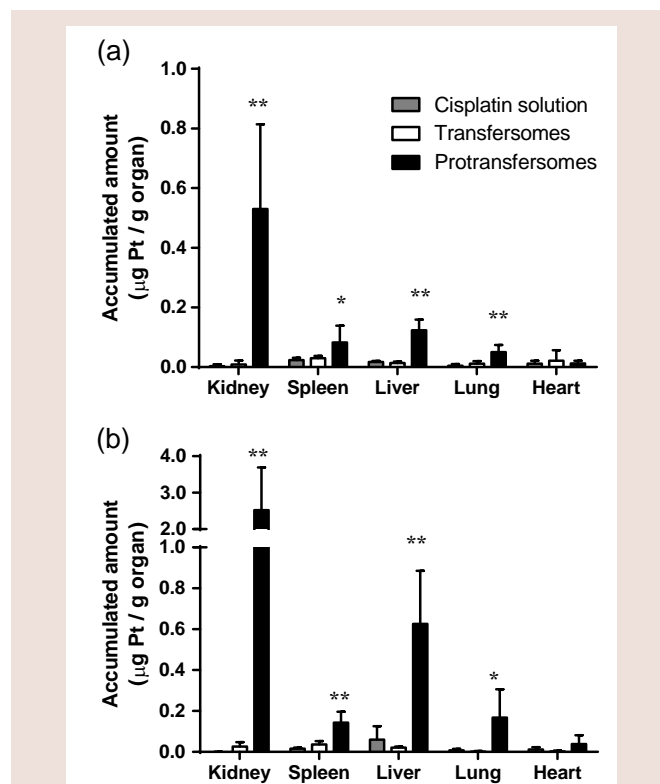 (a)
1.0
0.8
0.6
0.4
0.2
0.0
Accumulated amount
(μg Pt / g organ)
**
*
**
**
Cisplatin solution
Transfersomes
Protransfersomes
Kidney Spleen Liver Lung Heart
(b)
4.0
3.0
2.0
1.0
0.8
0.6
0.4
0.2
0.0
Accumulated amount
(μg Pt / g organ)
**
**
**
*
Kidney Spleen Liver Lung Heart